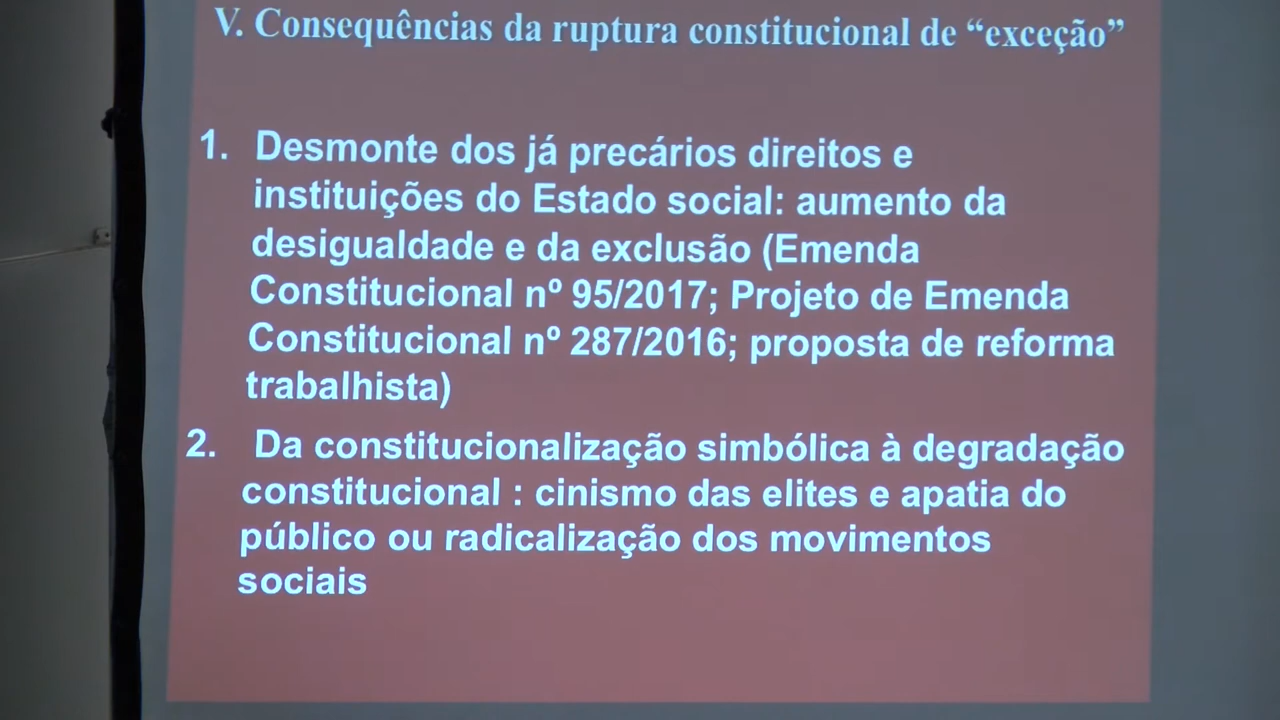 V. Consequências da ruptura constitucional de “exceção”
1. Desmonte dos já precários direitos e
instituições do Estado social: aumento da
desigualdade e da exclusão (Emenda
Constitucional nº 95/2017; Projeto de Emenda
Constitucional nº 287/2016; proposta de reforma
trabalhista)
2. Da constitucionalização simbólica à degradação
constitucional : cinismo das elites e apatia do
público ou radicalização dos movimentos
sociais